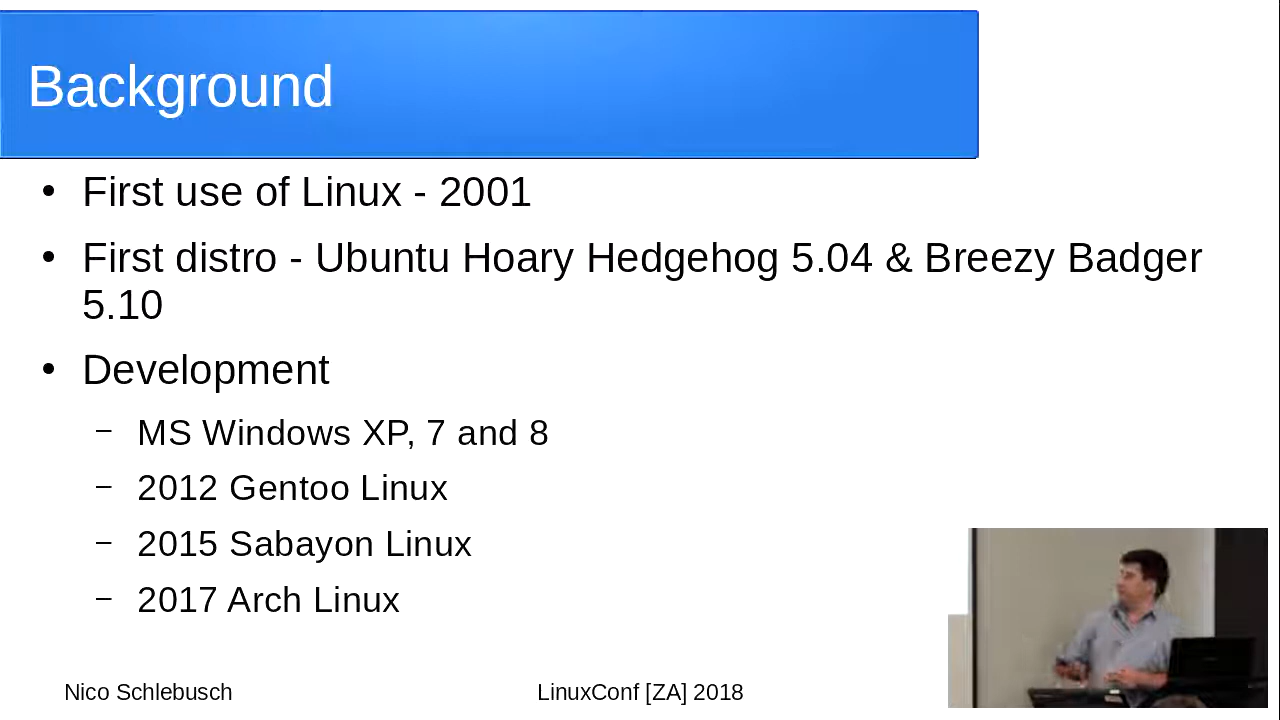 Background
• First use of Linux - 2001
• First distro - Ubuntu Hoary Hedgehog 5.04 & Breezy Badger
5.10
• Development
– MS Windows XP, 7 and 8
– 2012 Gentoo Linux
– 2015 Sabayon Linux
– 2017 Arch Linux
Nico Schlebusch
LinuxConf [ZA] 2018